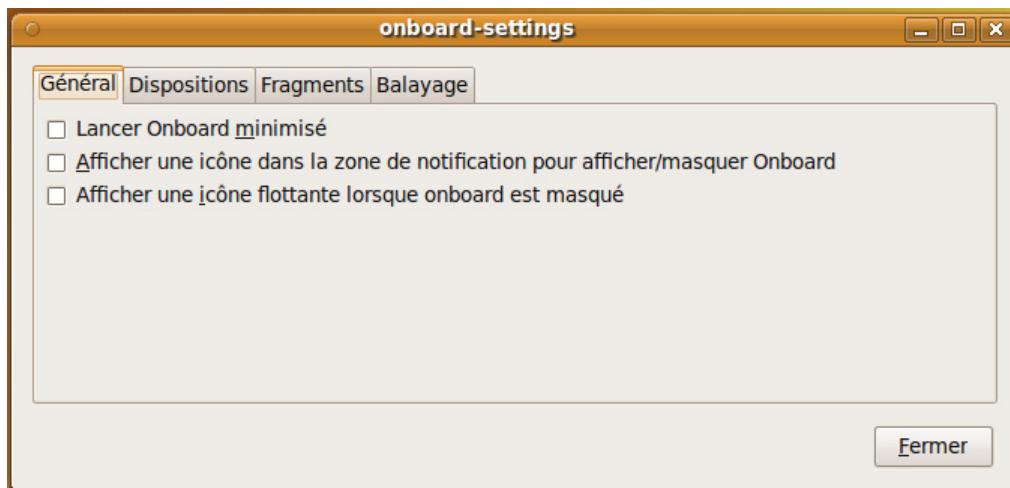 onboard-settings
Général Dispositions Fragments Balayage
Lancer Onboard minimisé
Afficher une icône dans la zone de notification pour afficher/masquer Onboard
Afficher une icône flottante lorsque onboard est masqué
Fermer